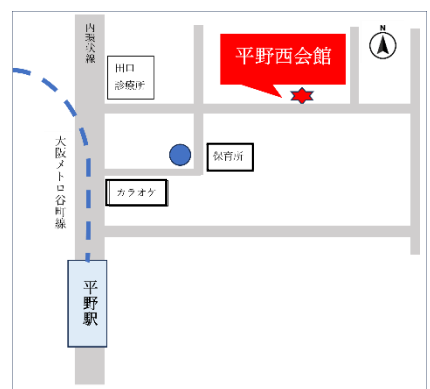 内環状線
田口
診療所
平野西会館
N
大阪メトロ谷町線
保育所
カラオケ
平野駅